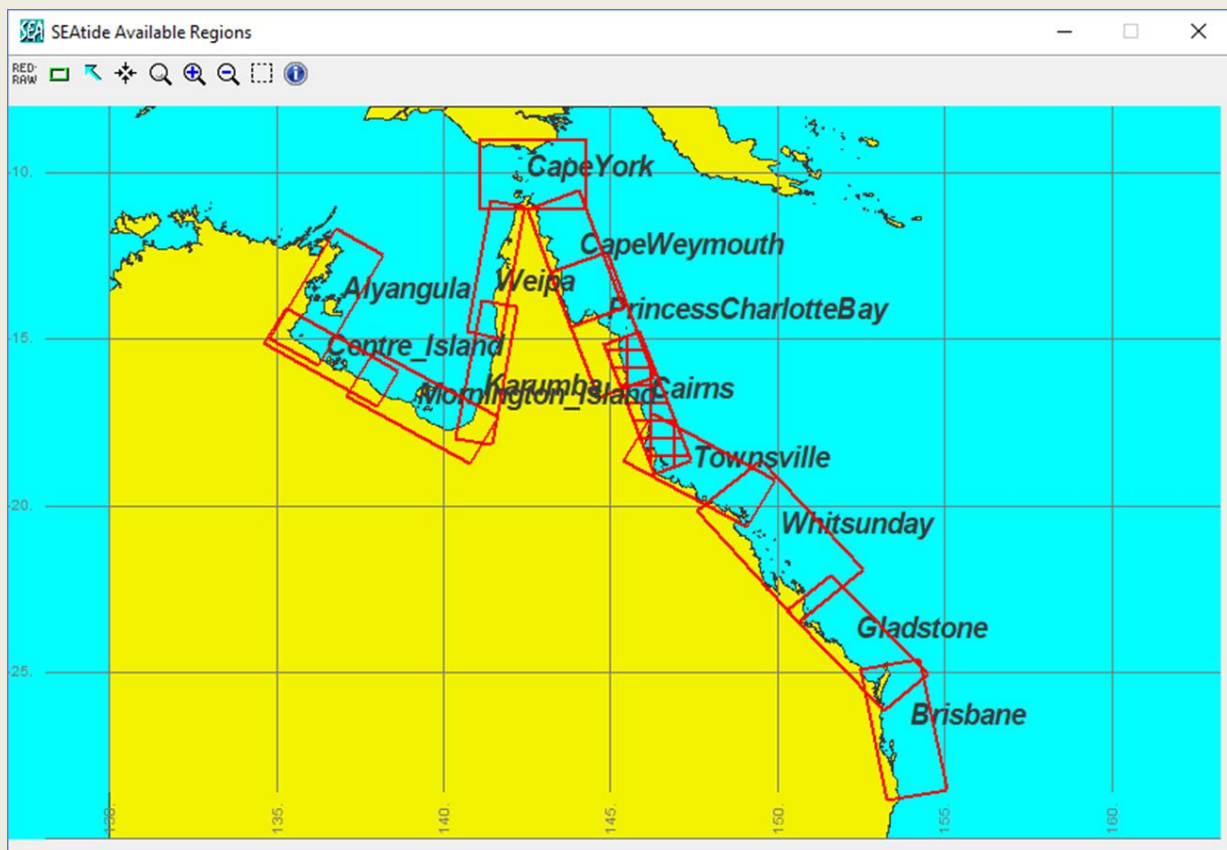 SEA SEAtide Available Regions
RED-
RAW
CapeYork
-10.
CapeWeymouth
Weipa
Alyangula
PrincessCharlotteBay
-15.
Centre_Island
Karumba
Mornington_Island
Cairns
Townsville
-20.
Whitsunday
Gladstone
-25.
Brisbane
130. 135. 140. 145. 150. 155. 160.